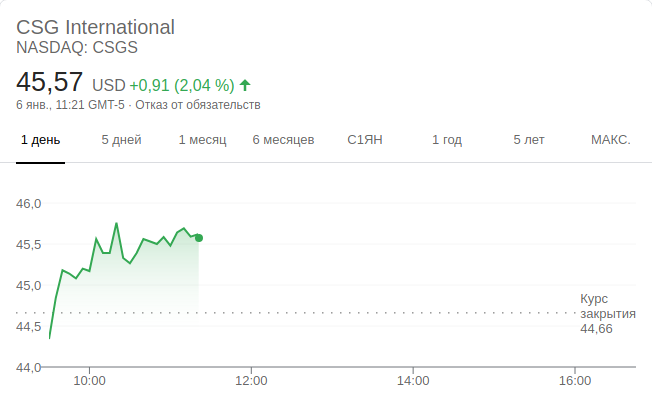 CSG International
NASDAQ: CSGS
45,57 USD +0,91 (2,04 %)
6 янв., 11:21 GMT-5 · Отказ от обязательств
1 день 5 дней 1 месяц 6 месяцев С1ЯН 1 год 5 лет МАКС.
46,0
45,5
45,0
Курс
закрытия
44,66
44,5
44,0
10:00 12:00 14:00 16:00